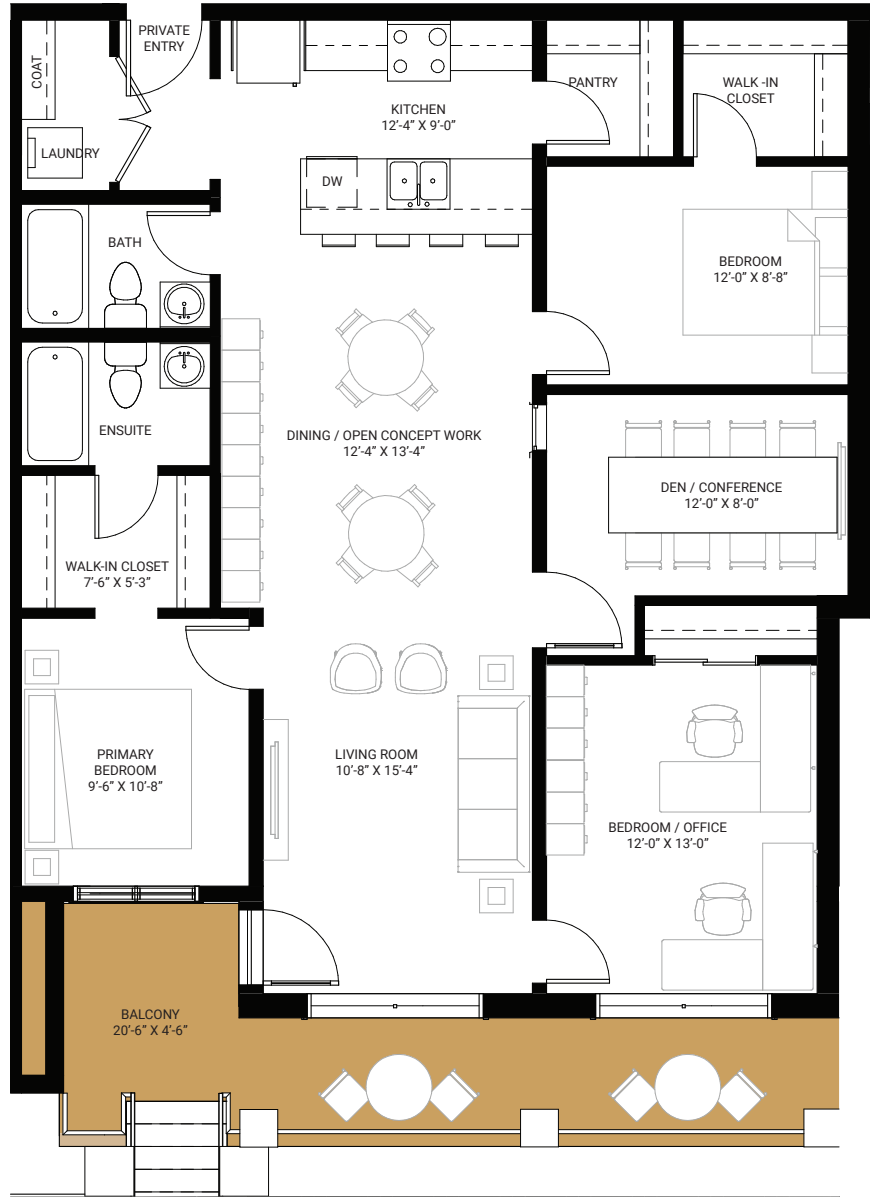 PRIVATE
ENTRY
COAT
LAUNDRY
KITCHEN
12’-4” X 9’-0”
PANTRY
WALK -IN
CLOSET
DW
BATH
BEDROOM
12’-0” X 8’-8”
ENSUITE
DINING / OPEN CONCEPT WORK
12’-4” X 13’-4”
DEN / CONFERENCE
12’-0” X 8’-0”
WALK-IN CLOSET
7’-6” X 5’-3”
PRIMARY
BEDROOM
9’-6” X 10’-8”
LIVING ROOM
10’-8” X 15’-4”
BEDROOM / OFFICE
12’-0” X 13’-0”
BALCONY
20’-6” X 4’-6”